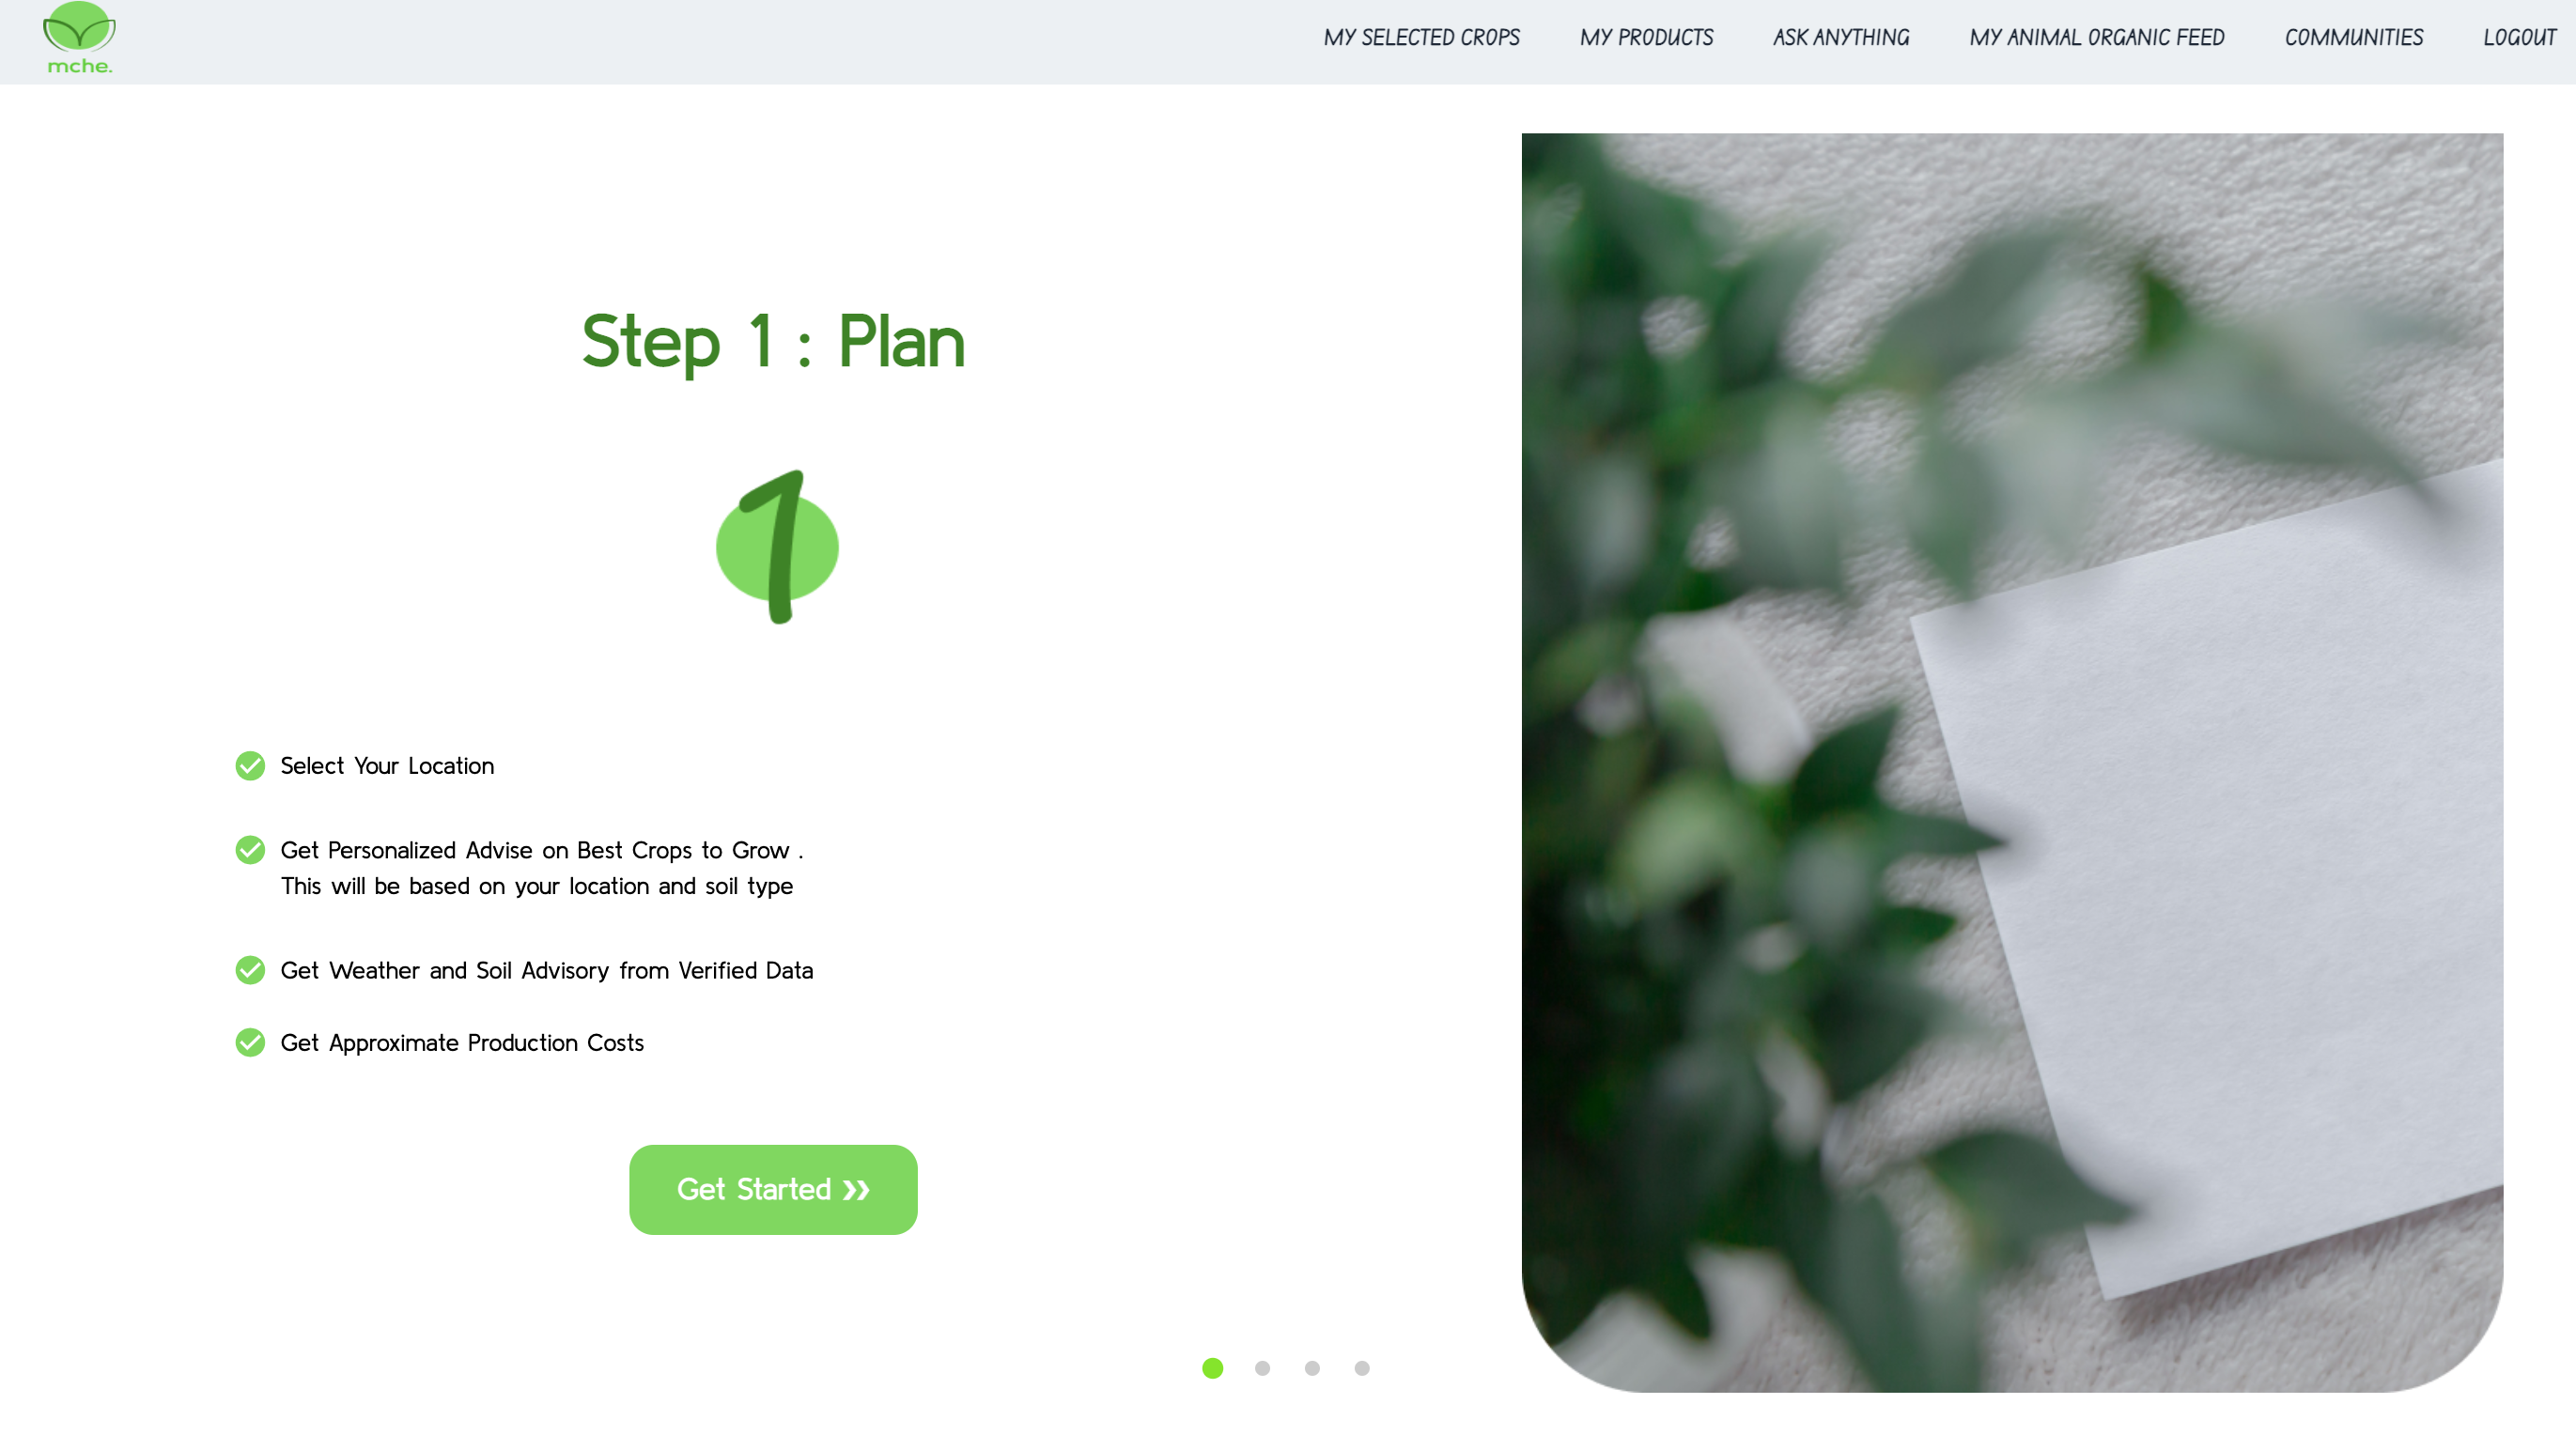 mche.
MY SELECTED CROPS
MY PRODUCTS
ASK ANYTHING
MY ANIMAL ORGANIC FEED
COMMUNITIES
LOGOUT
Step 1 : Plan
1
Select Your Location
Get Personalized Advise on Best Crops to Grow .
This will be based on your location and soil type
Get Weather and Soil Advisory from Verified Data
Get Approximate Production Costs
Get Started »